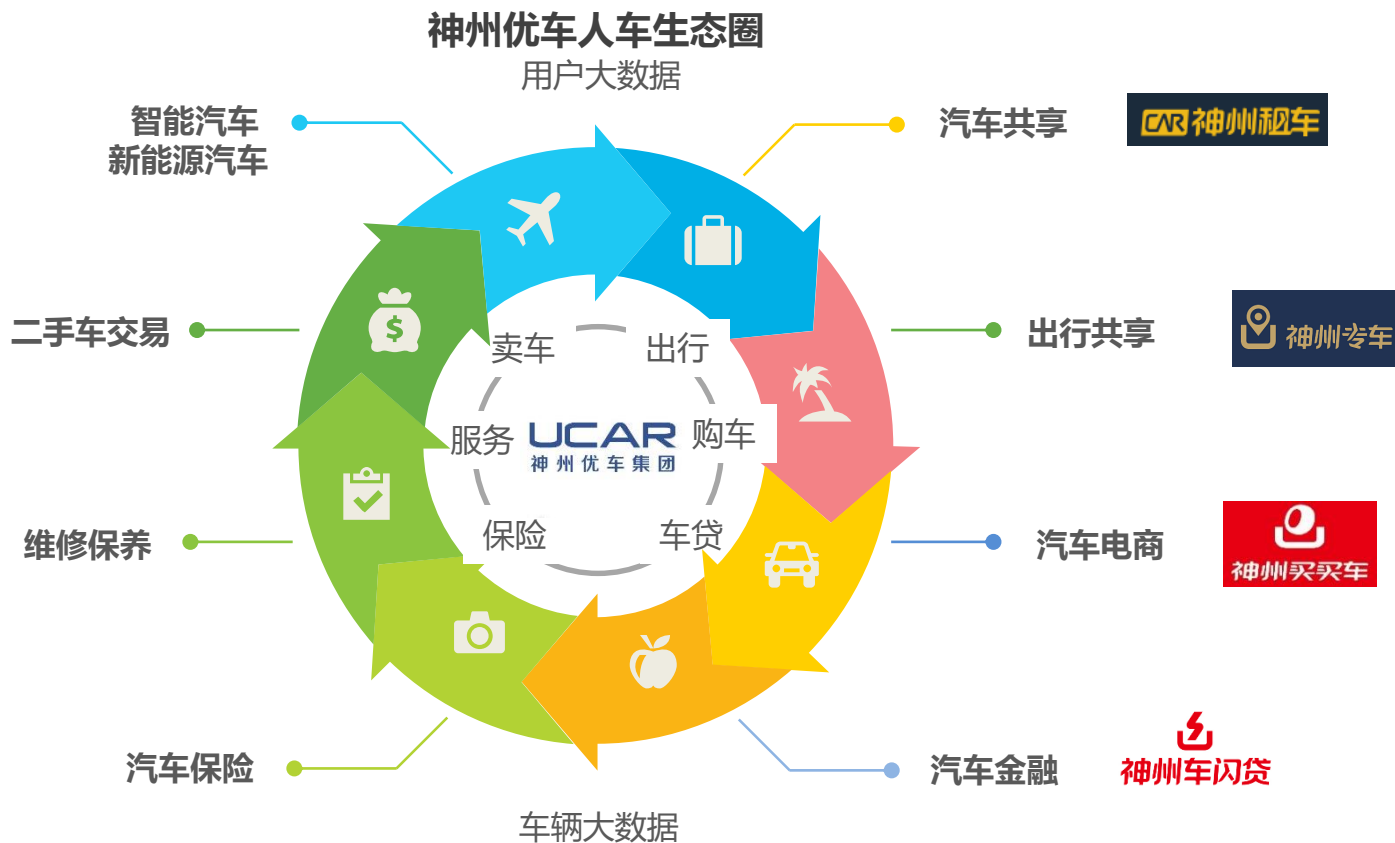 神州优车人车生态圈
用户大数据
智能汽车
新能源汽车
汽车共享
CAR 神州租车
二手车交易
出行共享
神州专车
$
卖车
出行
服务
UCAR
神州优车集团
购车
保险
车贷
维修保养
汽车电商
神州买买车
汽车保险
汽车金融
神州车闪贷
车辆大数据